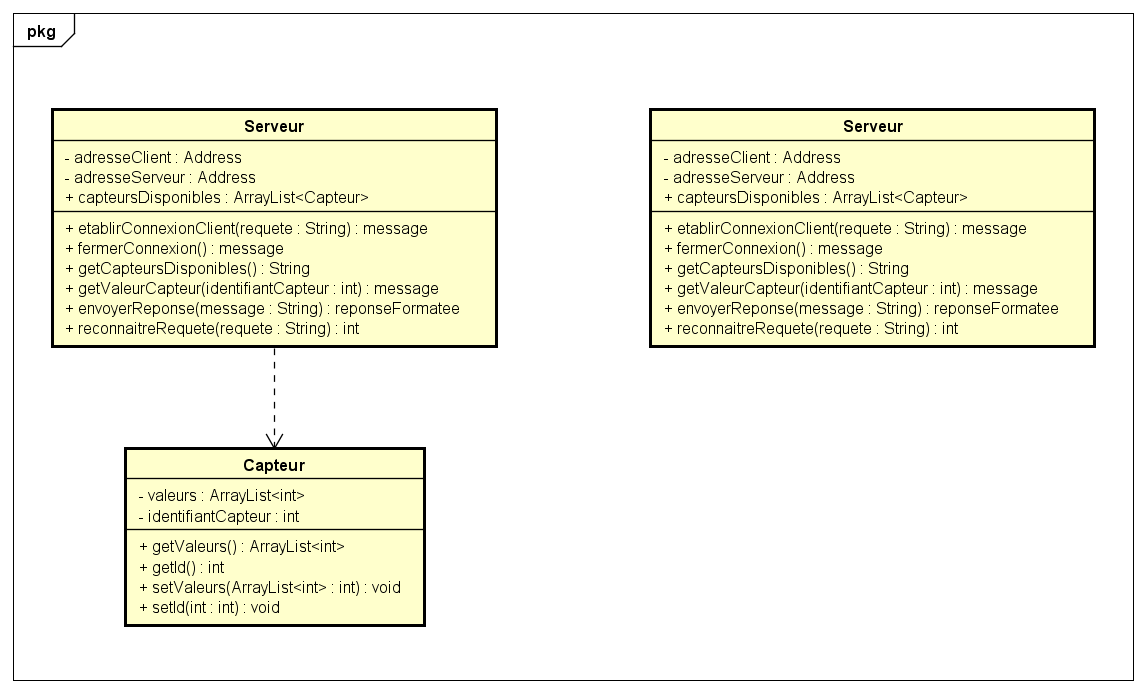 pkg
Serveur
- adresseClient : Address
- adresseServeur : Address
+ capteursDisponibles : ArrayList<Capteur>
+ etablirConnexionClient(requete : String) : message
+ fermerConnexion() : message
+ getCapteursDisponibles() : String
+ getValeurCapteur(identifiantCapteur : int) : message
+ envoyerReponse(message : String) : reponseFormatee
+ reconnaitreRequete(requete : String) : int
Serveur
- adresseClient : Address
- adresseServeur : Address
+ capteursDisponibles : ArrayList<Capteur>
+ etablirConnexionClient(requete : String) : message
+ fermerConnexion() : message
+ getCapteursDisponibles() : String
+ getValeurCapteur(identifiantCapteur : int) : message
+ envoyerReponse(message : String) : reponseFormatee
+ reconnaitreRequete(requete : String) : int
Capteur
- valeurs : ArrayList<int>
- identifiantCapteur : int
+ getValeurs() : ArrayList<int>
+ getId() : int
+ setValeurs(ArrayList<int> : int) : void
+ setId(int : int) : void